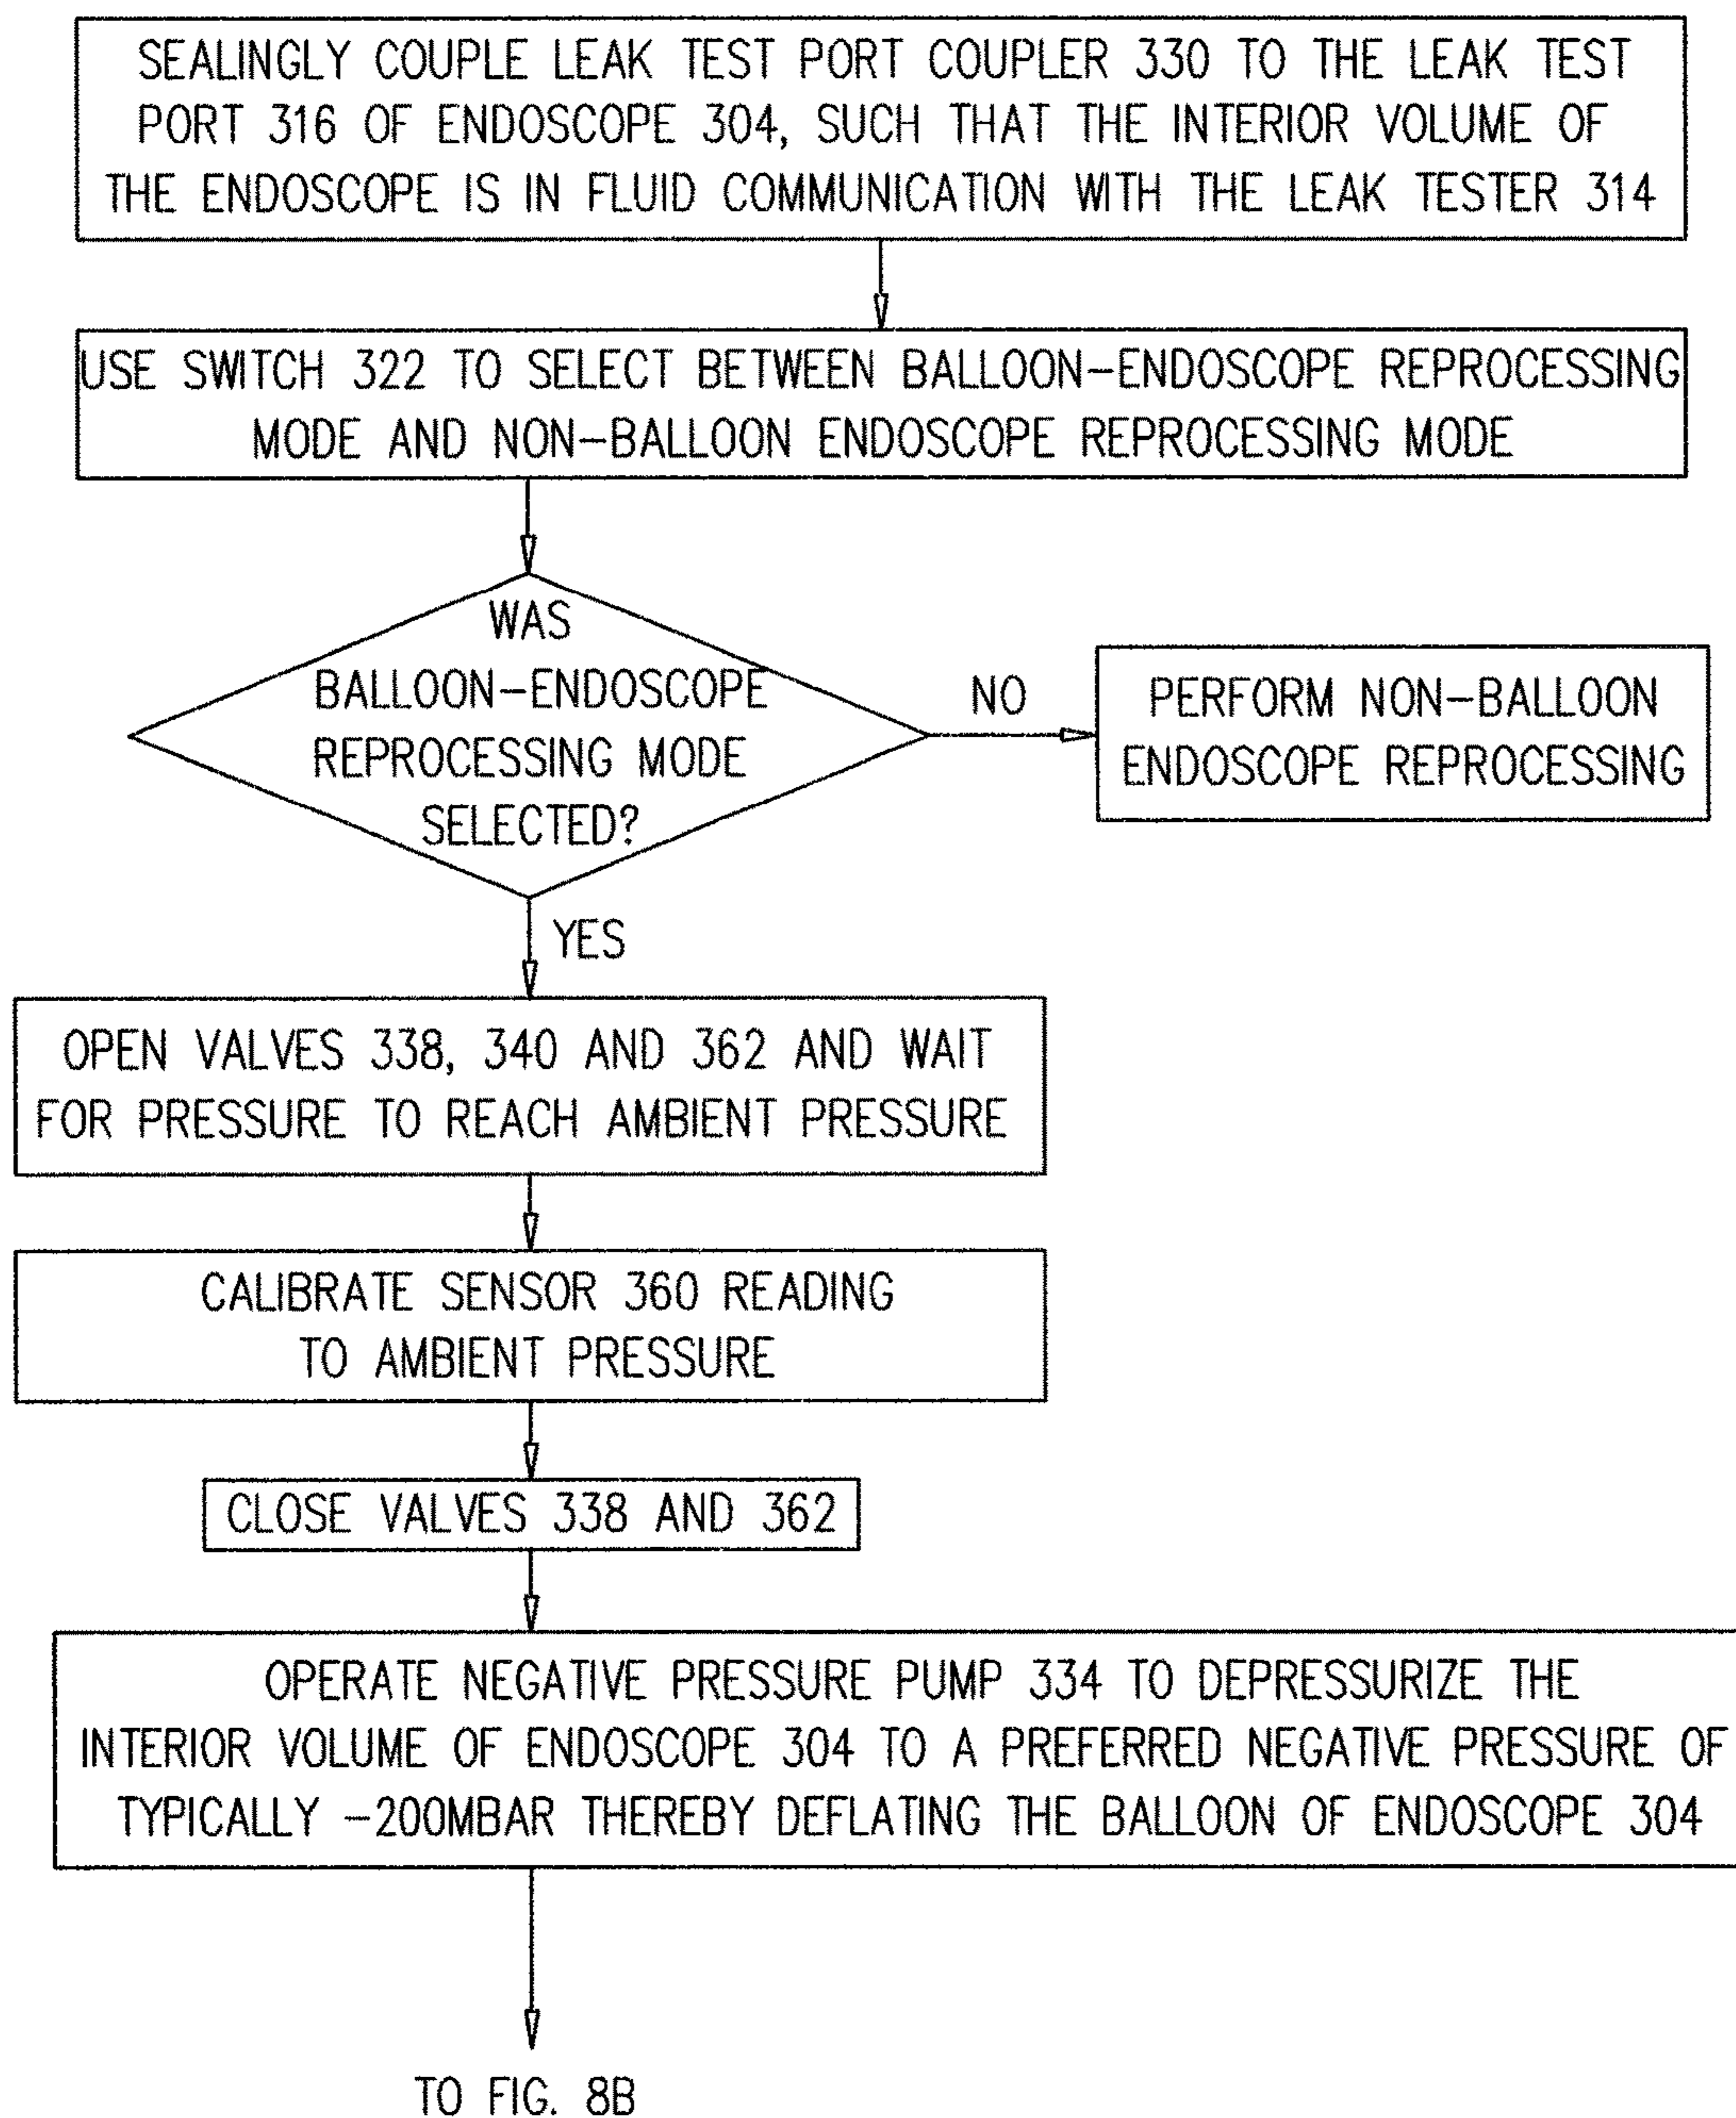 SEALINGLY COUPLE LEAK TEST PORT COUPLER 330 TO THE LEAK TEST
PORT 316 OF ENDOSCOPE 304, SUCH THAT THE INTERIOR VOLUME OF
THE ENDOSCOPE IS IN FLUID COMMUNICATION WITH THE LEAK TESTER 314
USE SWITCH 322 TO SELECT BETWEEN BALLOON-ENDOSCOPE REPROCESSING
MODE AND NON-BALLOON ENDOSCOPE REPROCESSING MODE
WAS
BALLOON-ENDOSCOPE
REPROCESSING MODE
SELECTED?
NO
PERFORM NON-BALLOON
ENDOSCOPE REPROCESSING
YES
OPEN VALVES 338, 340 AND 362 AND WAIT
FOR PRESSURE TO REACH AMBIENT PRESSURE
CALIBRATE SENSOR 360 READING
TO AMBIENT PRESSURE
CLOSE VALVES 338 AND 362
OPERATE NEGATIVE PRESSURE PUMP 334 TO DEPRESSURIZE THE
INTERIOR VOLUME OF ENDOSCOPE 304 TO A PREFERRED NEGATIVE PRESSURE OF
TYPICALLY -200MBAR THEREBY DEFLATING THE BALLOON OF ENDOSCOPE 304
TO FIG. 8B